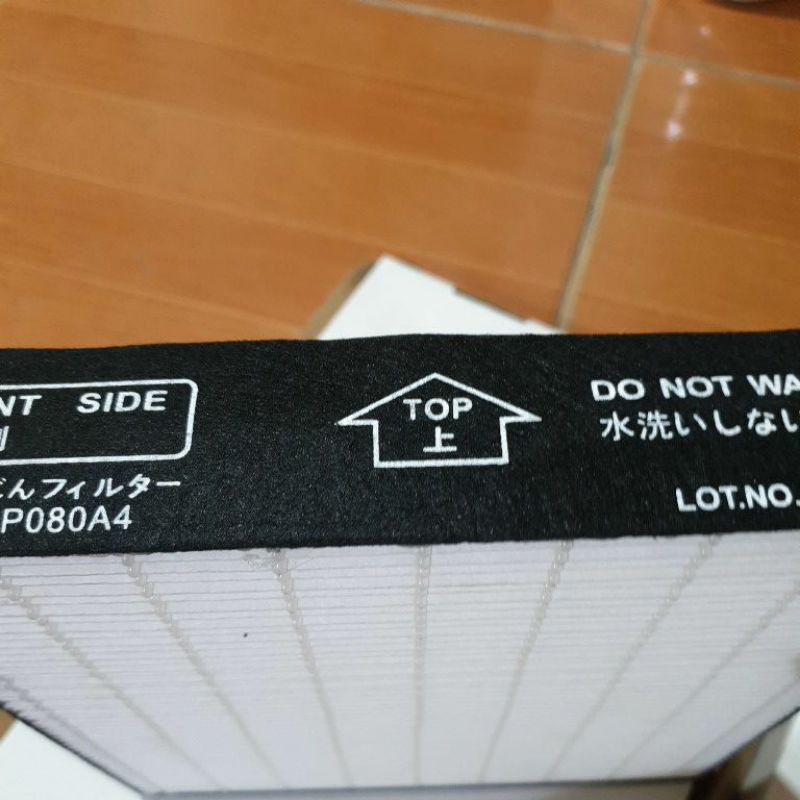 NT SIDE
側
じんフィルター
P080A4
TOP
上
DO NOT WA
水洗いしない
LOT.NO.